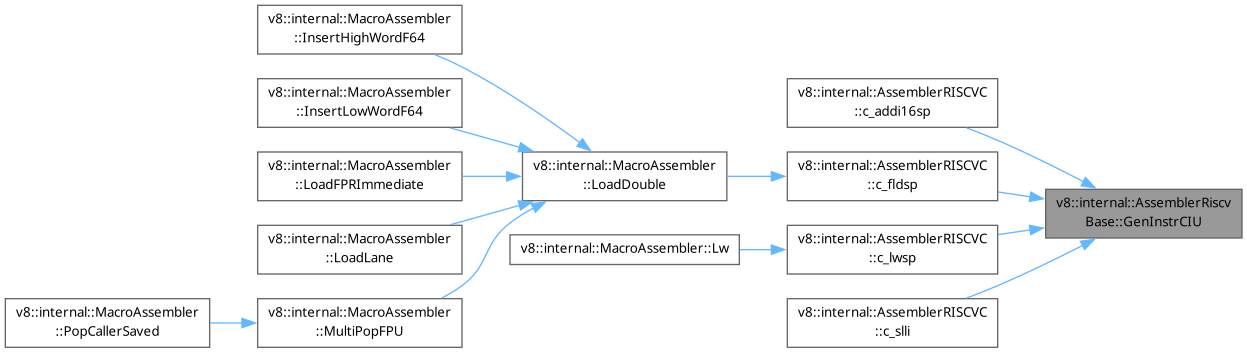 v8::internal::MacroAssembler
::InsertHighWordF64
v8::internal::MacroAssembler
::InsertLowWordF64
v8::internal::MacroAssembler
::LoadFPRImmediate
v8::internal::MacroAssembler
::LoadLane
v8::internal::MacroAssembler
::PopCallerSaved
v8::internal::MacroAssembler
::MultiPopFPU
v8::internal::MacroAssembler
::LoadDouble
v8::internal::MacroAssembler::Lw
v8::internal::AssemblerRISCVC
::c_addi16sp
v8::internal::AssemblerRISCVC
::c_fldsp
v8::internal::AssemblerRISCVC
::c_lwsp
v8::internal::AssemblerRISCVC
::c_slli
v8::internal::AssemblerRiscv
Base::GenInstrCIU